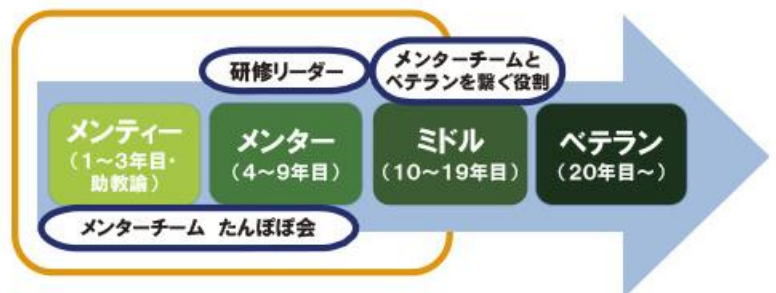 研修リーダー
メンターチームと
ベテランを繋ぐ役割
メンティー
(1〜3年目・
助教諭)
メンター
(4〜9年目)
ミドル
(10〜19年目)
ベテラン
(20年目〜)
メンターチーム たんぽぽ会